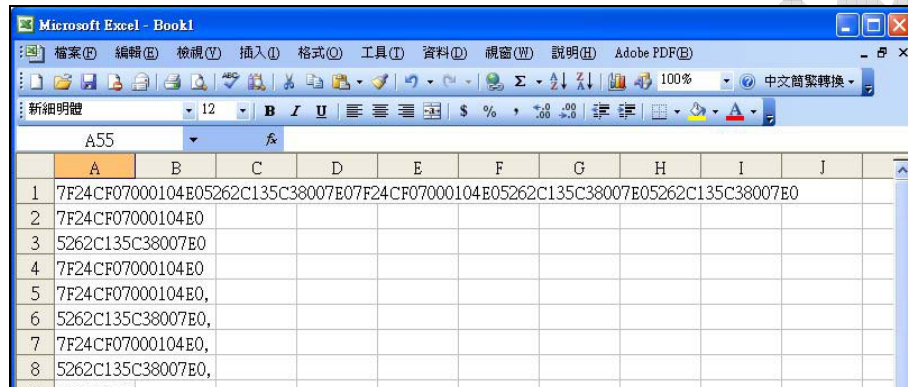 Microsoft Excel - Book1
檔案(F) 編輯(E) 檢視(V) 插入(I) 格式(O) 工具(T) 資料(D) 視窗(W) 說明(H) Adobe PDF(B)
Σ 100% 中文簡繁轉換
新細明體 12 B I U $ % ,
A55 fx
A B C D E F G H I J
1 7F24CF07000104E05262C135C38007E07F24CF07000104E05262C135C38007E05262C135C38007E0
2 7F24CF07000104E0
3 5262C135C38007E0
4 7F24CF07000104E0
5 7F24CF07000104E0,
6 5262C135C38007E0,
7 7F24CF07000104E0,
8 5262C135C38007E0,